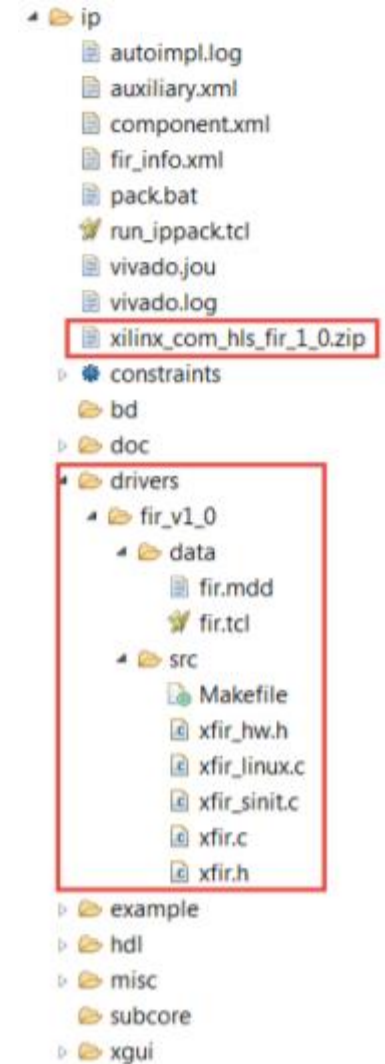 ip
autoimpl.log
auxiliary.xml
component.xml
fir_info.xml
pack.bat
run_ippack.tcl
vivado.jou
vivado.log
xilinx_com_hls_fir_1_0.zip
constraints
bd
doc
drivers
fir_v1_0
data
fir.mdd
fir.tcl
src
Makefile
xfir_hw.h
xfir_linux.c
xfir_sinit.c
xfir.c
xfir.h
example
hdl
misc
subcore
xgui